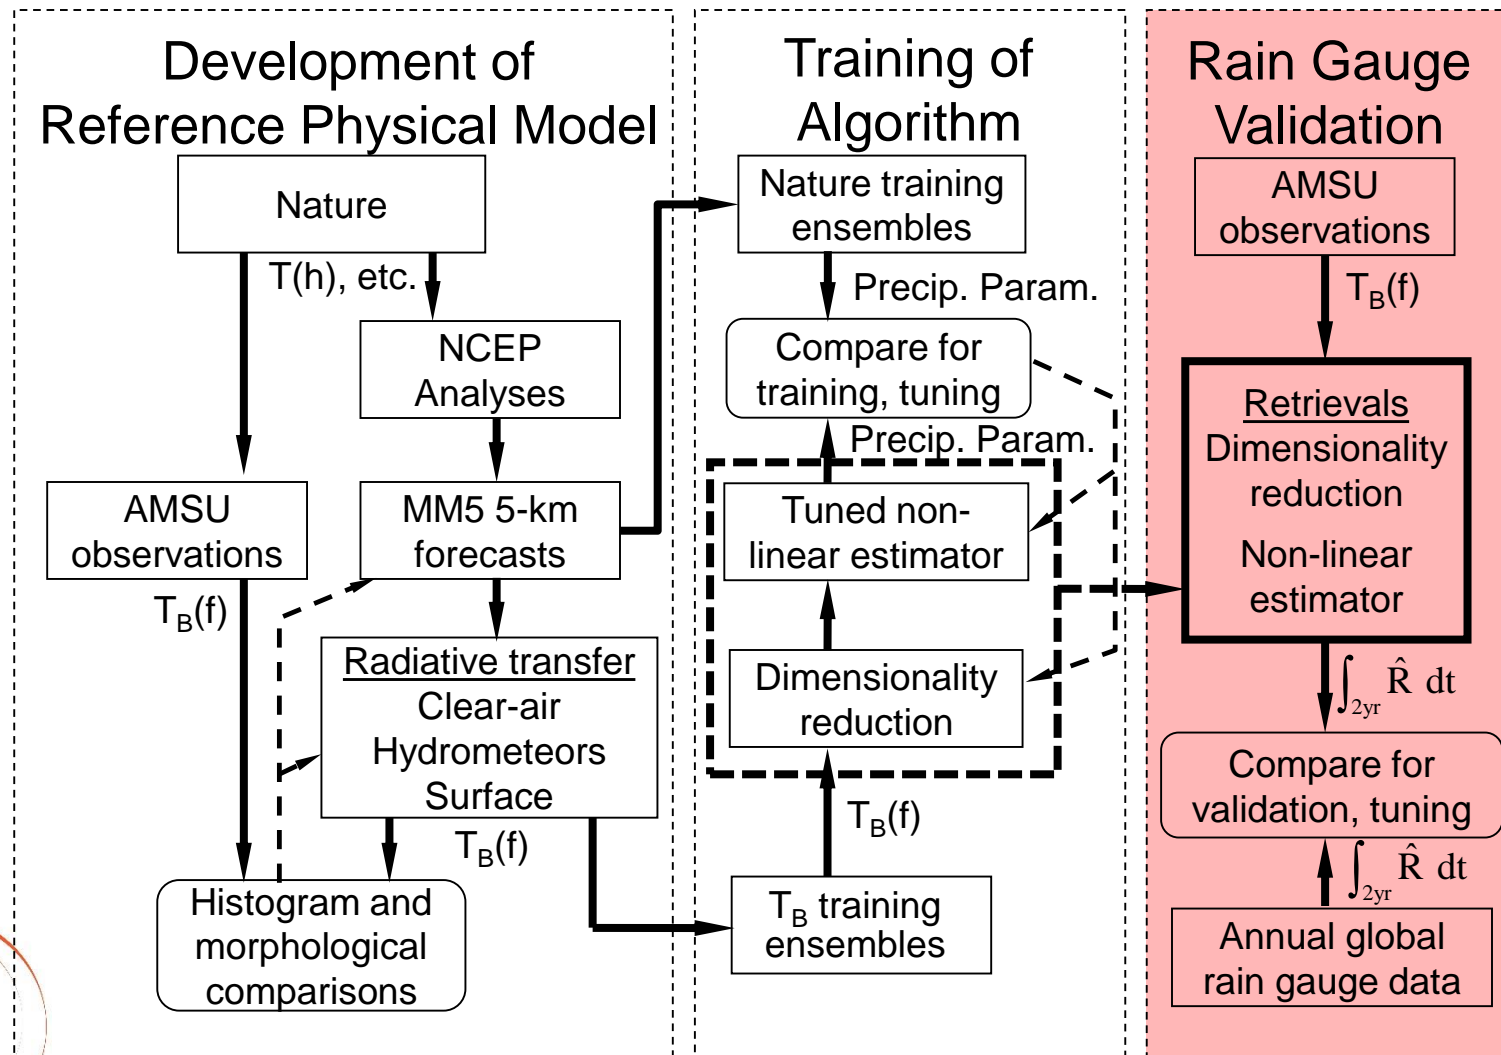 Development of
Reference Physical Model
Nature
T(h), etc.
NCEP
Analyses
AMSU
observations
MM5 5-km
forecasts
T_B(f)
Radiative transfer
Clear-air
Hydrometeors
Surface
T_B(f)
Histogram and
morphological
comparisons
Training of
Algorithm
Nature training
ensembles
Precip. Param.
Compare for
training, tuning
Precip. Param.
Tuned non-
linear estimator
Dimensionality
reduction
T_B(f)
T_B training
ensembles
Rain Gauge
Validation
AMSU
observations
T_B(f)
Retrievals
Dimensionality
reduction
Non-linear
estimator
∫_2yr R̂ dt
Compare for
validation, tuning
∫_2yr R̂ dt
Annual global
rain gauge data